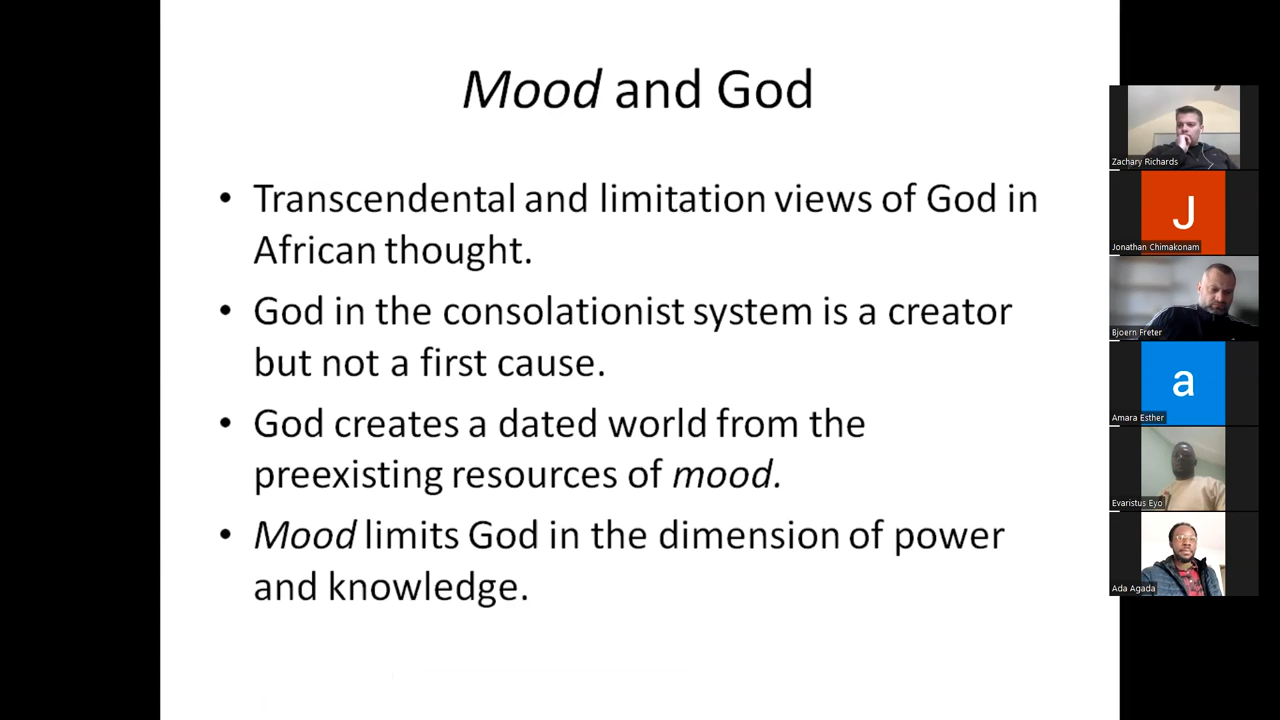 Mood and God
• Transcendental and limitation views of God in
African thought.
• God in the consolationist system is a creator
but not a first cause.
• God creates a dated world from the
preexisting resources of mood.
• Mood limits God in the dimension of power
and knowledge.
Zachary Richards
J
Jonathan Chimakonam
Bjoern Freter
a
Amara Esther
Evaristus Eyo
Ada Agada